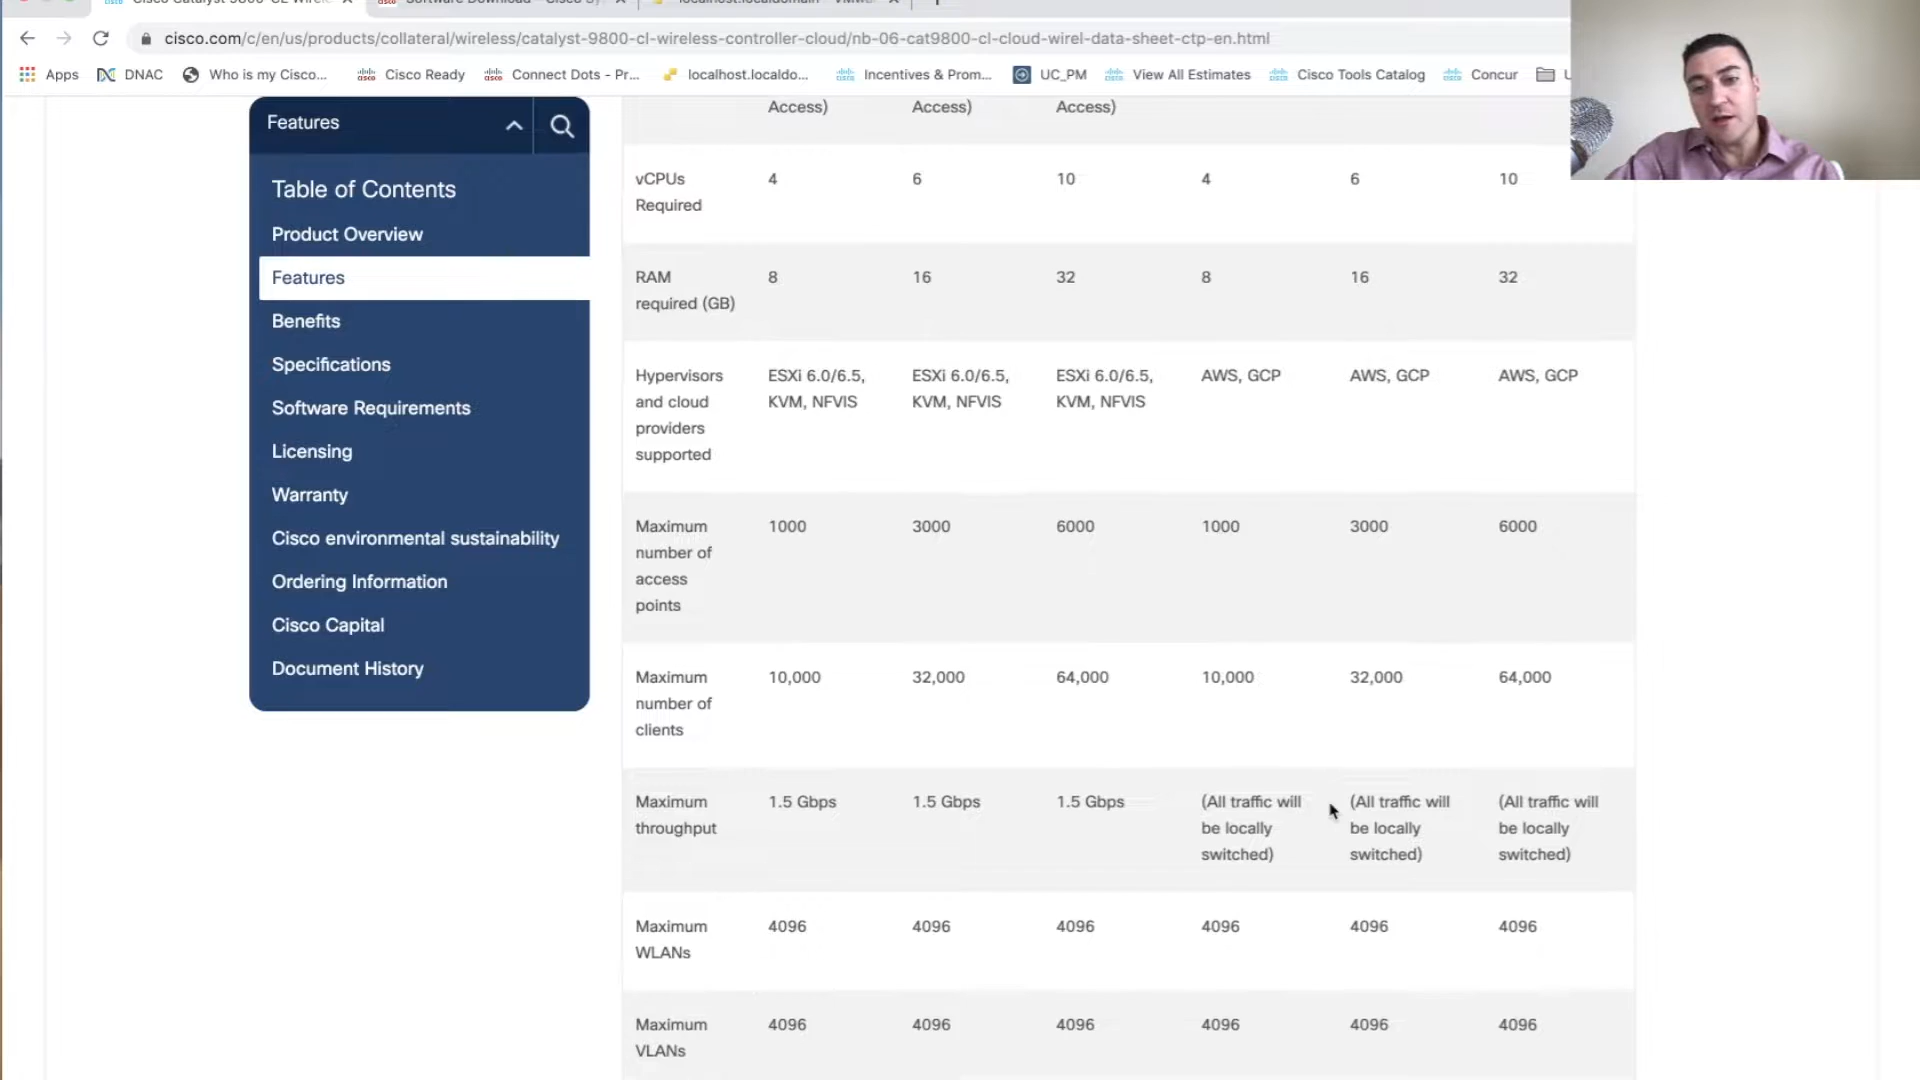 cisco.com/c/en/us/products/collateral/wireless/catalyst-9800-cl-wireless-controller-cloud/nb-06-cat9800-cl-cloud-wirel-data-sheet-ctp-en.html
Apps DNAC Who is my Cisco... Cisco Ready Connect Dots - Pr... localhost.localdo... Incentives & Prom... UC_PM View All Estimates Cisco Tools Catalog Concur
Features
Table of Contents
Product Overview
Features
Benefits
Specifications
Software Requirements
Licensing
Warranty
Cisco environmental sustainability
Ordering Information
Cisco Capital
Document History
Access) Access) Access)
vCPUs 4 6 10 4 6 10
Required
RAM 8 16 32 8 16 32
required (GB)
Hypervisors ESXi 6.0/6.5, ESXi 6.0/6.5, ESXi 6.0/6.5, AWS, GCP AWS, GCP AWS, GCP
and cloud KVM, NFVIS KVM, NFVIS KVM, NFVIS
providers
supported
Maximum 1000 3000 6000 1000 3000 6000
number of
access
points
Maximum 10,000 32,000 64,000 10,000 32,000 64,000
number of
clients
Maximum 1.5 Gbps 1.5 Gbps 1.5 Gbps (All traffic will (All traffic will (All traffic will
throughput be locally be locally be locally
switched) switched) switched)
Maximum 4096 4096 4096 4096 4096 4096
WLANs
Maximum 4096 4096 4096 4096 4096 4096
VLANs